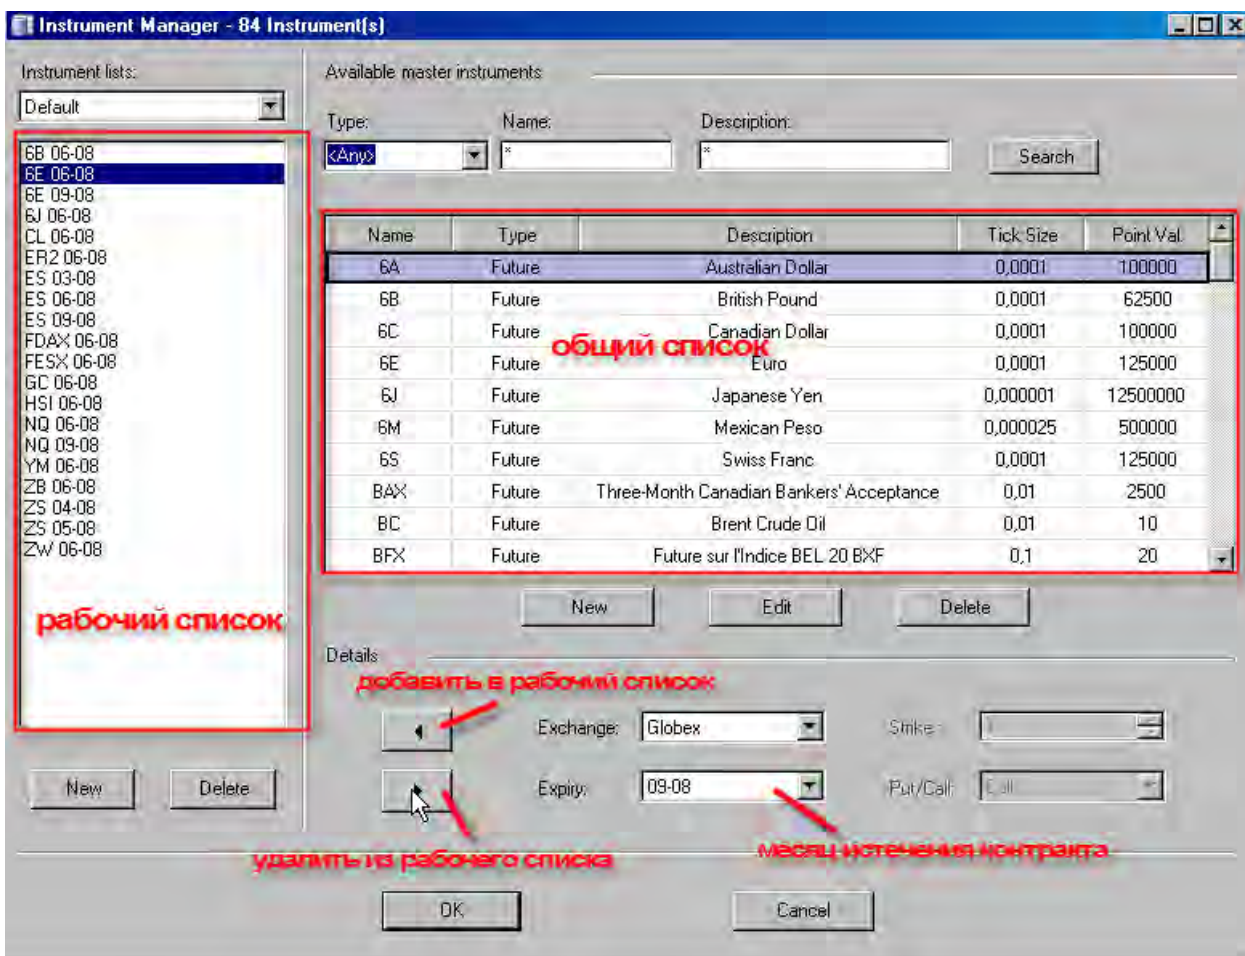 Instrument Manager - 84 Instrument(s)
Instrument lists:
Default
6B 06-08
6E 06-08
6E 09-08
6J 06-08
CL 06-08
ER2 06-08
ES 03-08
ES 06-08
ES 09-08
FDAX 06-08
FESX 06-08
GC 06-08
HSI 06-08
NQ 06-08
NQ 09-08
YM 06-08
ZB 06-08
ZS 04-08
ZS 05-08
ZW 06-08
рабочий список
New Delete
Available master instruments
Type: Name: Description:
<Any> * * Search
Name Type Description Tick Size Point Val.
6A Future Australian Dollar 0,0001 100000
6B Future British Pound 0,0001 62500
6C Future Canadian Dollar 0,0001 100000
общий список
6E Future Euro 0,0001 125000
6J Future Japanese Yen 0,000001 12500000
6M Future Mexican Peso 0,000025 500000
6S Future Swiss Franc 0,0001 125000
BAX Future Three-Month Canadian Bankers' Acceptance 0,01 2500
BC Future Brent Crude Oil 0,01 10
BFX Future Future sur l'Indice BEL 20 BXF 0,1 20
New Edit Delete
Details
добавить в рабочий список
Exchange: Globex Strike:
Expiry: 09-08 Put/Call: Call
удалить из рабочего списка
месяц истечения контракта
OK Cancel